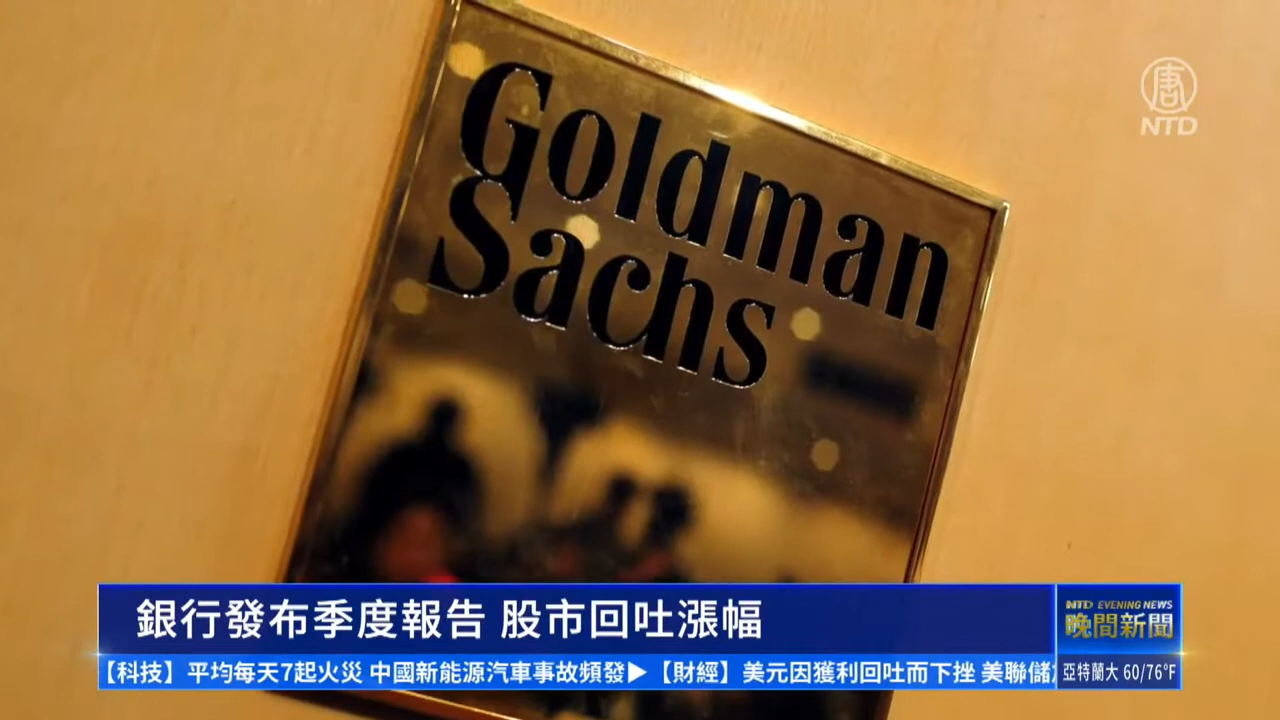 Goldman
Sachs
唐
NTD
銀行發布季度報告 股市回吐漲幅
NTD EVENING NEWS
晚間新聞
【科技】平均每天7起火災 中國新能源汽車事故頻發▶【財經】美元因獲利回吐而下挫 美聯儲
亞特蘭大 60/76°F